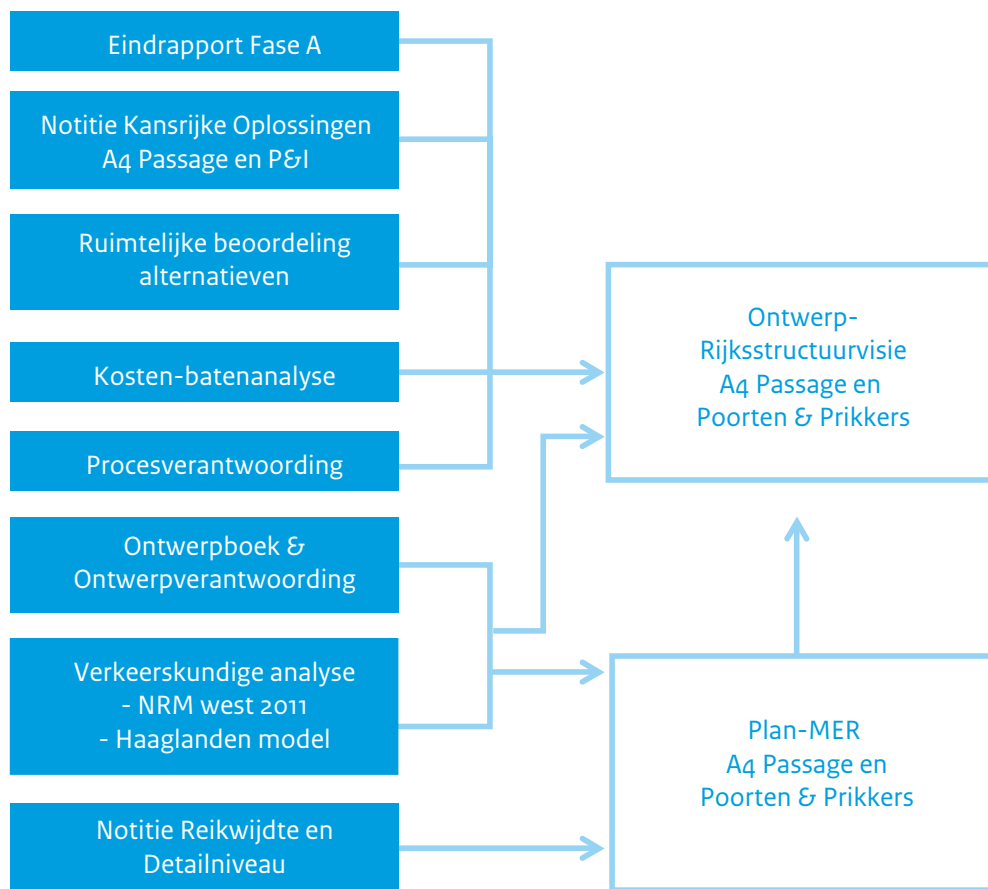 Eindrapport Fase A
Notitie Kansrijke Oplossingen
A4 Passage en P&I
Ruimtelijke beoordeling
alternatieven
Kosten-batenanalyse
Procesverantwoording
Ontwerpboek &
Ontwerpverantwoording
Verkeerskundige analyse
- NRM west 2011
- Haaglanden model
Notitie Reikwijdte en
Detailniveau
Ontwerp-
Rijksstructuurvisie
A4 Passage en
Poorten & Prikkers
Plan-MER
A4 Passage en
Poorten & Prikkers